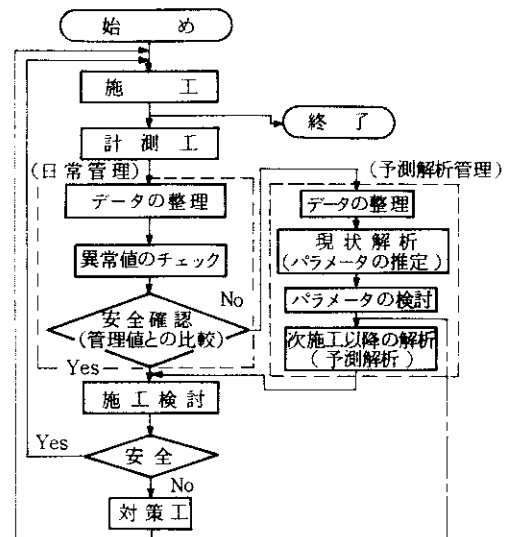 始め
施工
終了
計測工
(日常管理)
データの整理
異常値のチェック
安全確認
(管理値との比較)
No
Yes
(予測解析管理)
データの整理
現状解析
(パラメータの推定)
パラメータの検討
次施工以降の解析
(予測解析)
施工検討
Yes
安全
No
対策工